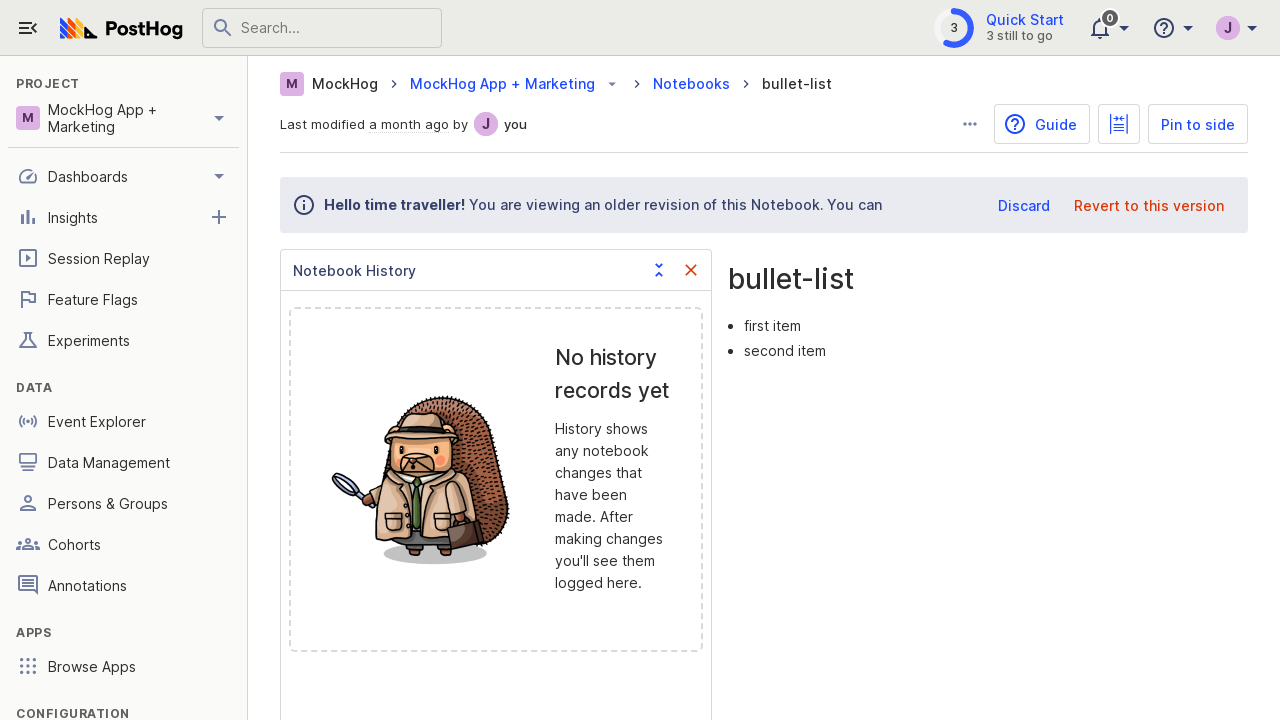 PostHog
Search...
3
Quick Start
3 still to go
0
J
PROJECT
M
MockHog App +
Marketing
Dashboards
Insights
Session Replay
Feature Flags
Experiments
DATA
Event Explorer
Data Management
Persons & Groups
Cohorts
Annotations
APPS
Browse Apps
CONFIGURATION
M MockHog > MockHog App + Marketing > Notebooks > bullet-list
Last modified a month ago by J you
Guide
Pin to side
Hello time traveller! You are viewing an older revision of this Notebook. You can
Discard
Revert to this version
Notebook History
No history
records yet
History shows
any notebook
changes that
have been
made. After
making changes
you'll see them
logged here.
bullet-list
• first item
• second item